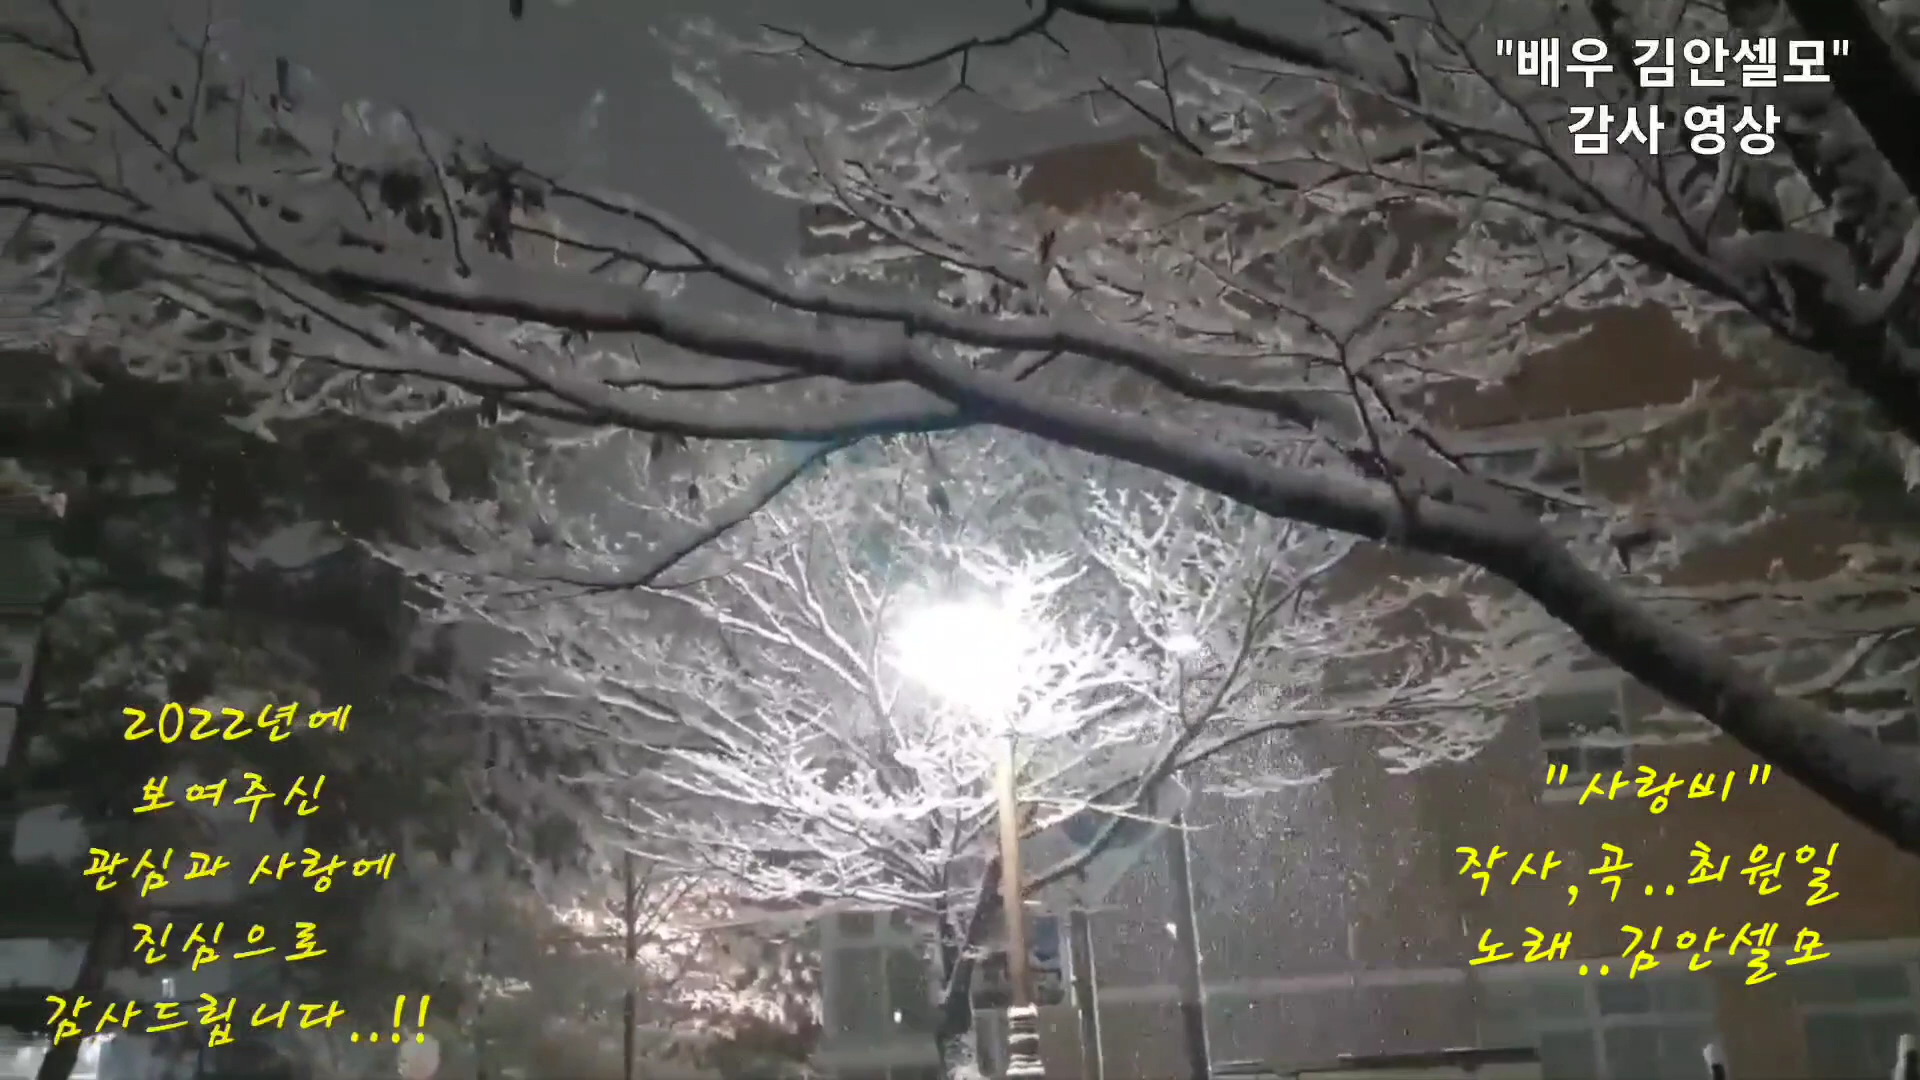 "배우 김안셀모"
감사 영상
2022년에
보여주신
관심과 사랑에
진심으로
감사드립니다..!!
"사랑비"
작사,곡..최원일
노래..김안셀모